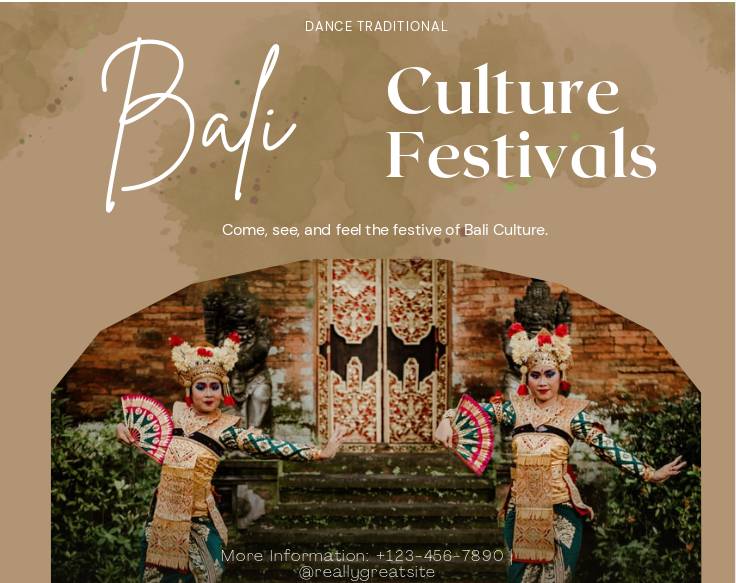 DANCE TRADITIONAL
Bali
Culture
Festivals
Come, see, and feel the festive of Bali Culture.
More Information: +123-456-7890 |
@reallygreatsite